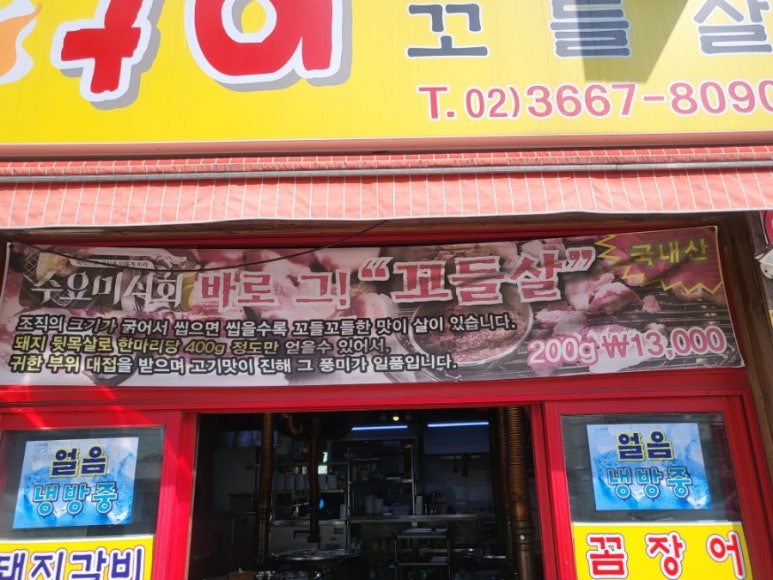 구이
꼬들살
T.02)3667-8090
수요미식회 바로 그! "꼬들살" 국내산
조직의 크기가 굵어서 씹으면 씹을수록 꼬들꼬들한 맛이 살이 있습니다.
돼지 뒷목살로 한마리당 400g 정도만 얻을수 있어서,
귀한 부위 대접을 받으며 고기맛이 진해 그 풍미가 일품입니다.
200g ₩13,000
얼음
냉방중
얼음
냉방중
돼지갈비
꼼장어